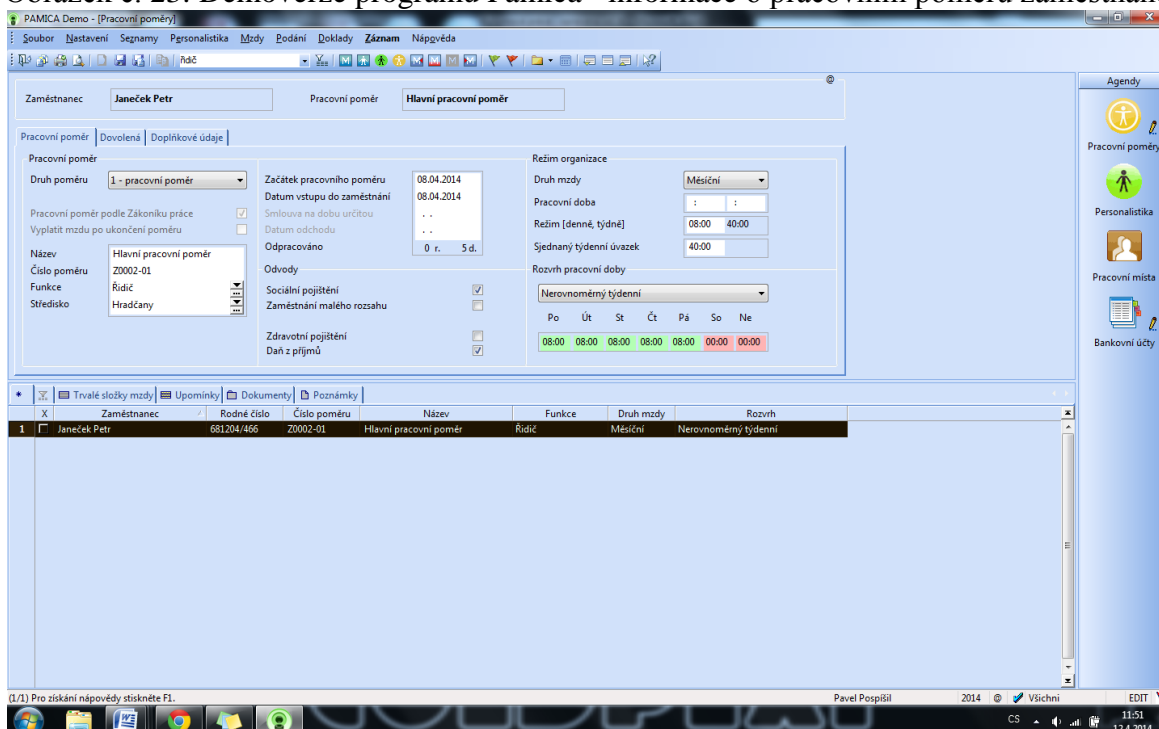 Obrázek č. 25: Demoverze programu Pamica - informace o pracovním poměru zaměstnanc
PAMICA Demo - [Pracovní poměry]
Soubor Nastavení Seznamy Personalistika Mzdy Podání Doklady Záznam Nápověda
řidič
@
Zaměstnanec Janeček Petr Pracovní poměr Hlavní pracovní poměr
Pracovní poměr Dovolená Doplňkové údaje
Pracovní poměr
Druh poměru 1 - pracovní poměr
Pracovní poměr podle Zákoníku práce
Vyplatit mzdu po ukončení poměru
Název Hlavní pracovní poměr
Číslo poměru Z0002-01
Funkce Řidič
Středisko Hradčany
Začátek pracovního poměru 08.04.2014
Datum vstupu do zaměstnání 08.04.2014
Smlouva na dobu určitou . .
Datum odchodu . .
Odpracováno 0 r. 5 d.
Odvody
Sociální pojištění
Zaměstnání malého rozsahu
Zdravotní pojištění
Daň z příjmů
Režim organizace
Druh mzdy Měsíční
Pracovní doba : :
Režim [denně, týdně] 08:00 40:00
Sjednaný týdenní úvazek 40:00
Rozvrh pracovní doby
Nerovnoměrný týdenní
Po Út St Čt Pá So Ne
08:00 08:00 08:00 08:00 08:00 00:00 00:00
Agendy
Pracovní poměry
Personalistika
Pracovní místa
Bankovní účty
* Trvalé složky mzdy Upomínky Dokumenty Poznámky
X Zaměstnanec Rodné číslo Číslo poměru Název Funkce Druh mzdy Rozvrh
1 Janeček Petr 681204/466 Z0002-01 Hlavní pracovní poměr Řidič Měsíční Nerovnoměrný týdenní
(1/1) Pro získání nápovědy stiskněte F1. Pavel Pospíšil 2014 @ Všichni EDIT
CS 11:51
12.4.2014